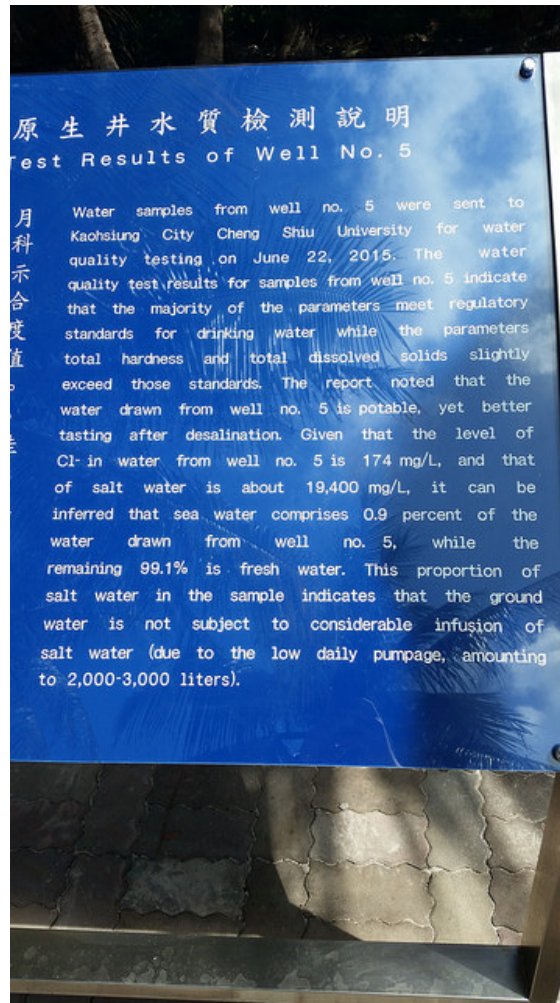 原生井水質檢測說明
Test Results of Well No. 5
Water samples from well no. 5 were sent to
Kaohsiung City Cheng Shiu University for water
quality testing on June 22, 2015. The water
quality test results for samples from well no. 5 indicate
that the majority of the parameters meet regulatory
standards for drinking water while the parameters
total hardness and total dissolved solids slightly
exceed those standards. The report noted that the
water drawn from well no. 5 is potable, yet better
tasting after desalination. Given that the level of
Cl- in water from well no. 5 is 174 mg/L, and that
of salt water is about 19,400 mg/L, it can be
inferred that sea water comprises 0.9 percent of the
water drawn from well no. 5, while the
remaining 99.1% is fresh water. This proportion of
salt water in the sample indicates that the ground
water is not subject to considerable infusion of
salt water (due to the low daily pumpage, amounting
to 2,000-3,000 liters).
月科示合度值